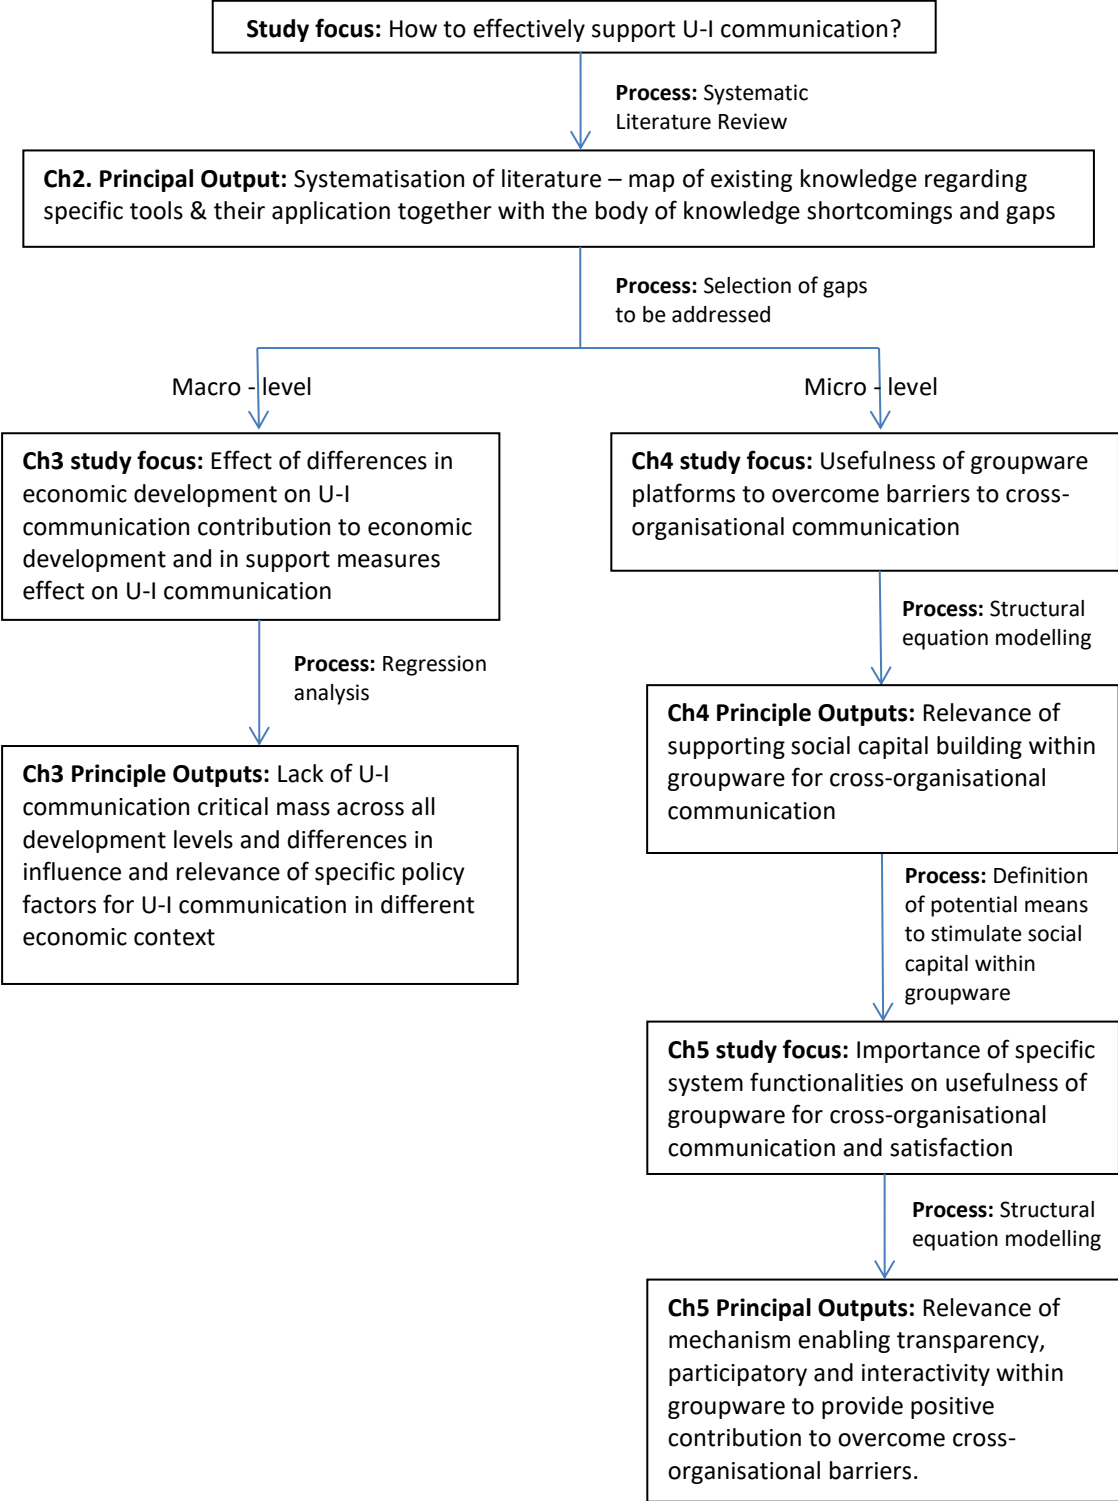 Study focus: How to effectively support U-I communication?
Process: Systematic
Literature Review
Ch2. Principal Output: Systematisation of literature – map of existing knowledge regarding
specific tools & their application together with the body of knowledge shortcomings and gaps
Process: Selection of gaps
to be addressed
Macro - level
Micro - level
Ch3 study focus: Effect of differences in
economic development on U-I
communication contribution to economic
development and in support measures
effect on U-I communication
Process: Regression
analysis
Ch3 Principle Outputs: Lack of U-I
communication critical mass across all
development levels and differences in
influence and relevance of specific policy
factors for U-I communication in different
economic context
Ch4 study focus: Usefulness of groupware
platforms to overcome barriers to cross-
organisational communication
Process: Structural
equation modelling
Ch4 Principle Outputs: Relevance of
supporting social capital building within
groupware for cross-organisational
communication
Process: Definition
of potential means
to stimulate social
capital within
groupware
Ch5 study focus: Importance of specific
system functionalities on usefulness of
groupware for cross-organisational
communication and satisfaction
Process: Structural
equation modelling
Ch5 Principal Outputs: Relevance of
mechanism enabling transparency,
participatory and interactivity within
groupware to provide positive
contribution to overcome cross-
organisational barriers.